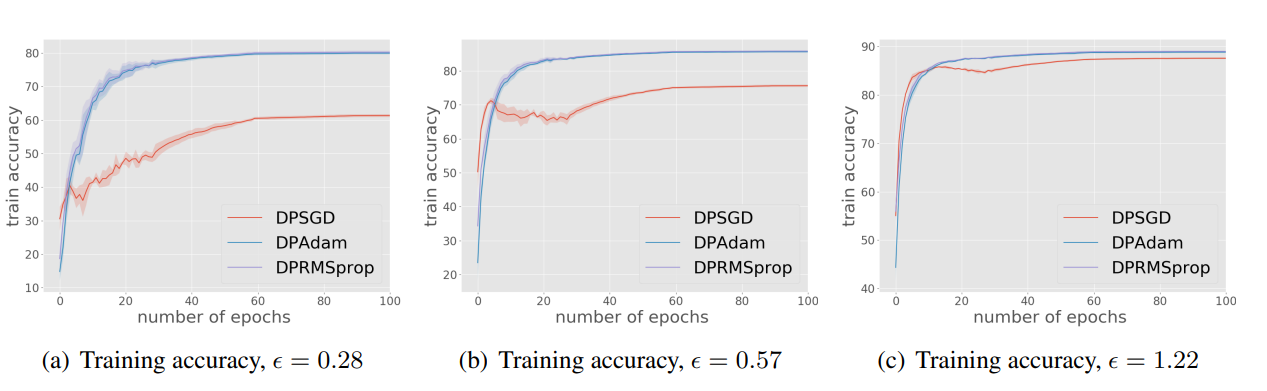 train accuracy
80
70
60
50
40
30
20
10
DPSGD
DPAdam
DPRMSprop
0 20 40 60 80 100
number of epochs
(a) Training accuracy, ϵ = 0.28
train accuracy
80
70
60
50
40
30
20
DPSGD
DPAdam
DPRMSprop
0 20 40 60 80 100
number of epochs
(b) Training accuracy, ϵ = 0.57
train accuracy
90
80
70
60
50
40
DPSGD
DPAdam
DPRMSprop
0 20 40 60 80 100
number of epochs
(c) Training accuracy, ϵ = 1.22